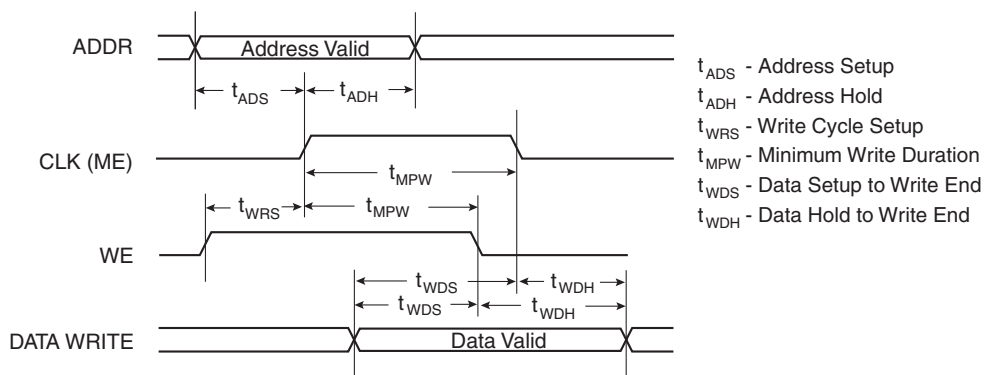 ADDR
Address Valid
tADS
tADH
CLK (ME)
tMPW
tWRS
tMPW
WE
tWDS
tWDH
tWDS
tWDH
DATA WRITE
Data Valid
tADS - Address Setup
tADH - Address Hold
tWRS - Write Cycle Setup
tMPW - Minimum Write Duration
tWDS - Data Setup to Write End
tWDH - Data Hold to Write End